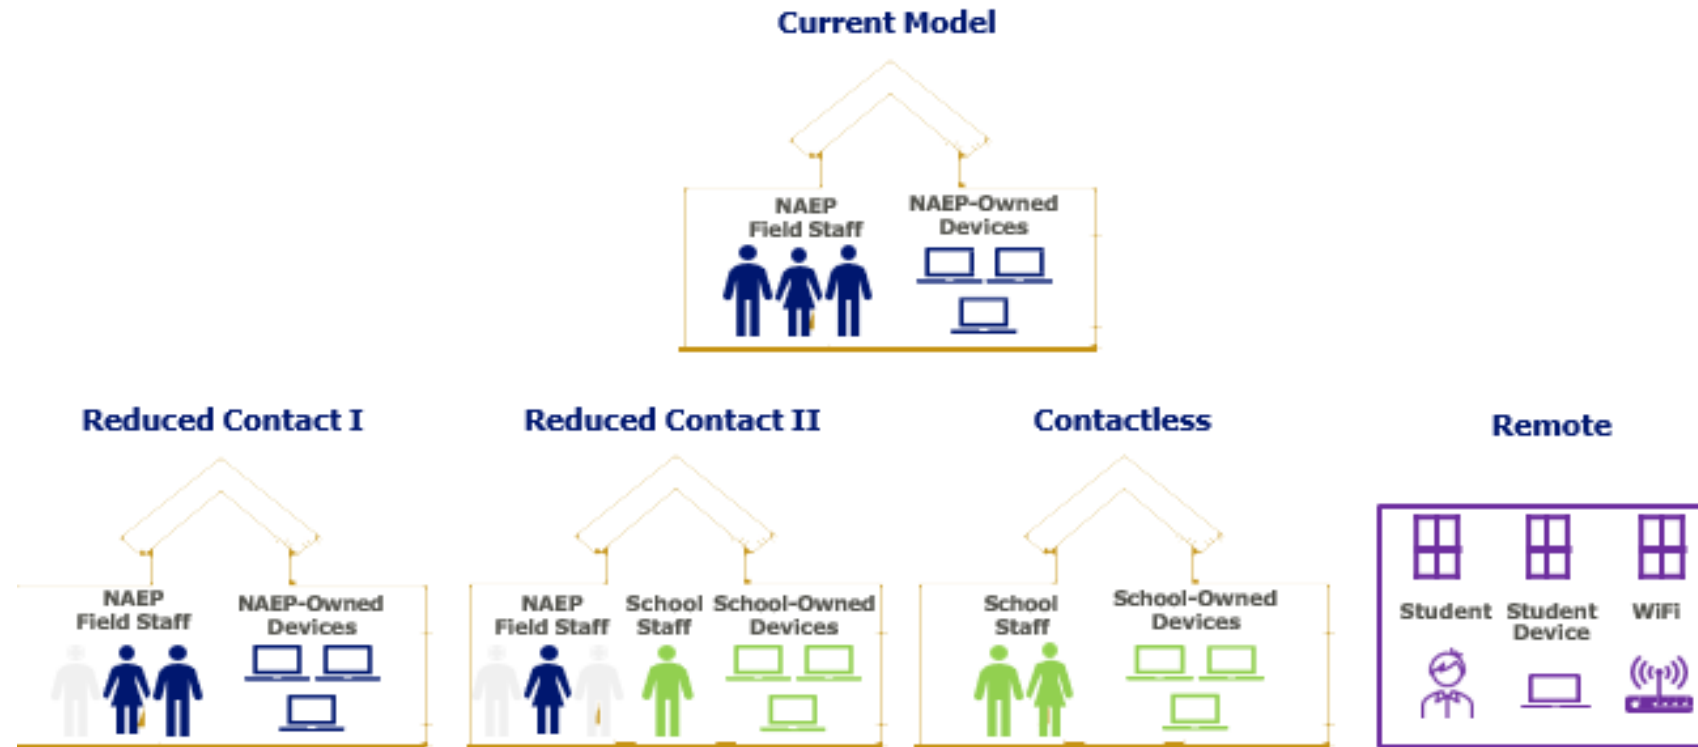 Current Model
NAEP
Field Staff
NAEP-Owned
Devices
Reduced Contact I
NAEP
Field Staff
NAEP-Owned
Devices
Reduced Contact II
NAEP
Field Staff
School
Staff
School-Owned
Devices
Contactless
School
Staff
School-Owned
Devices
Remote
Student
Student
Device
WiFi